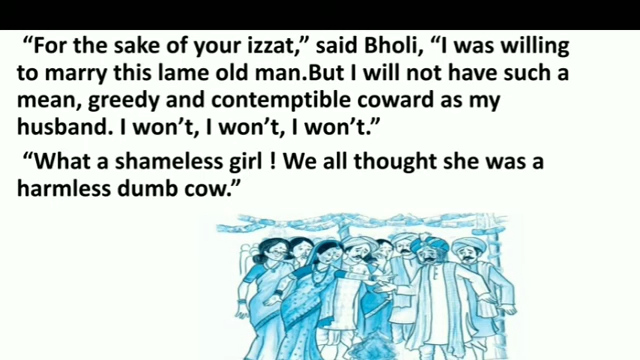 “For the sake of your izzat,” said Bholi, “I was willing
to marry this lame old man.But I will not have such a
mean, greedy and contemptible coward as my
husband. I won’t, I won’t, I won’t.”
“What a shameless girl ! We all thought she was a
harmless dumb cow.”